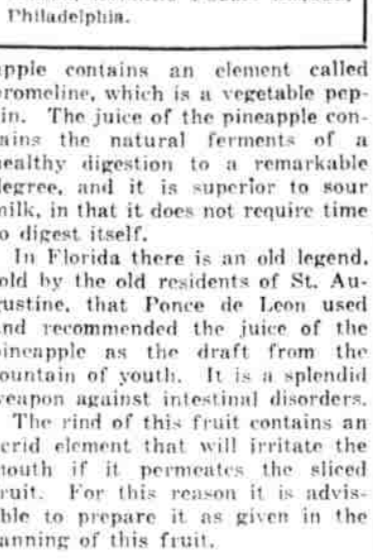 Philadelphia.
apple contains an element called
bromeline, which is a vegetable pep-
sin. The juice of the pineapple con-
tains the natural ferments of a
healthy digestion to a remarkable
degree, and it is superior to sour
milk, in that it does not require time
to digest itself.
In Florida there is an old legend,
told by the old residents of St. Au-
gustine, that Ponce de Leon used
and recommended the juice of the
pineapple as the draft from the
fountain of youth. It is a splendid
weapon against intestinal disorders.
The rind of this fruit contains an
acrid element that will irritate the
mouth if it permeates the sliced
fruit. For this reason it is advis-
able to prepare it as given in the
canning of this fruit.